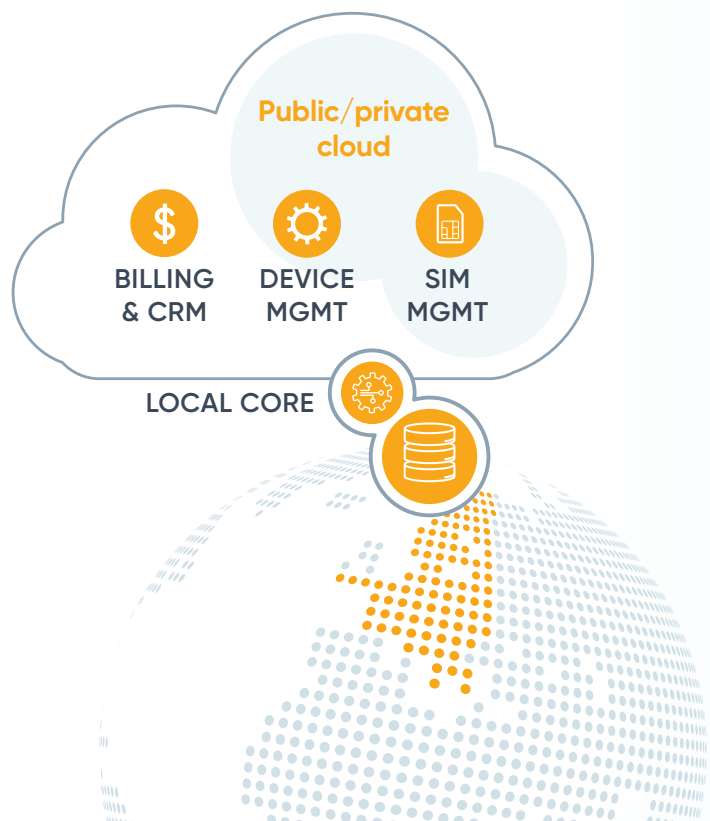 Public/private
cloud
BILLING
& CRM
DEVICE
MGMT
SIM
MGMT
LOCAL CORE